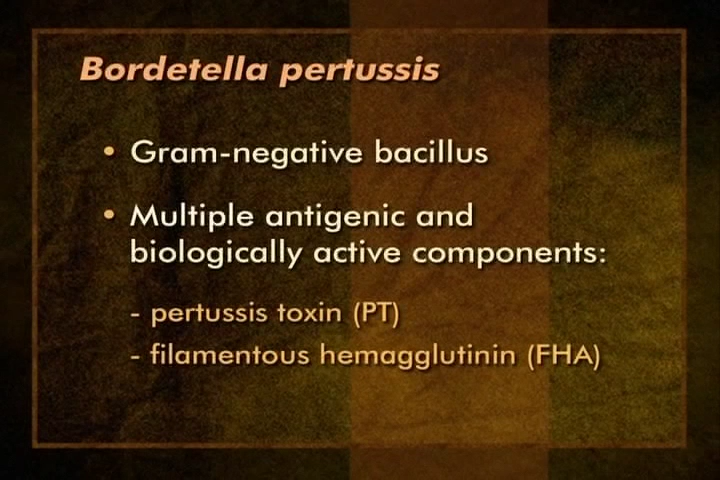 Bordetella pertussis
• Gram-negative bacillus
• Multiple antigenic and
biologically active components:
- pertussis toxin (PT)
- filamentous hemagglutinin (FHA)